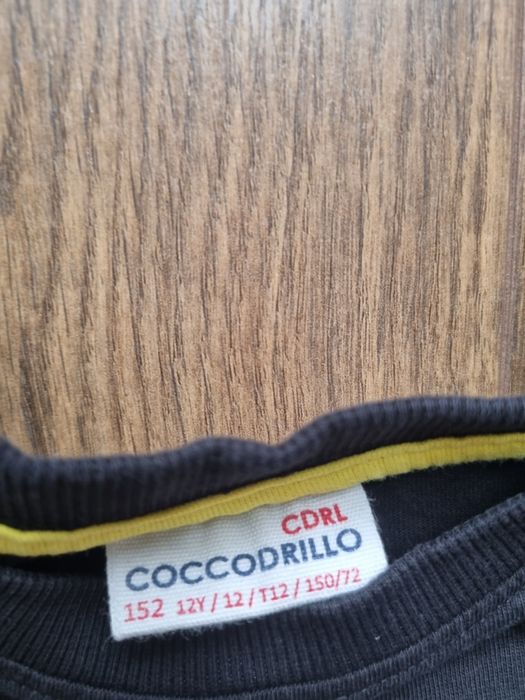 CDRL
COCCODRILLO
152 12Y / 12 / T12 / 150/72